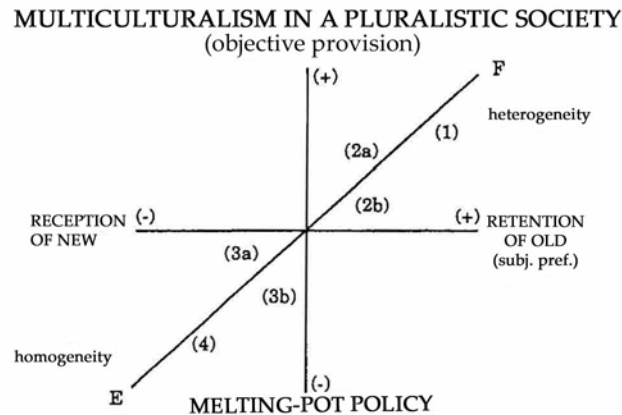 MULTICULTURALISM IN A PLURALISTIC SOCIETY
(objective provision)
(+)
F
heterogeneity
(1)
(2a)
(2b)
RECEPTION
OF NEW
(-)
(+)
RETENTION
OF OLD
(subj. pref.)
(3a)
(3b)
(4)
homogeneity
E
(-)
MELTING-POT POLICY